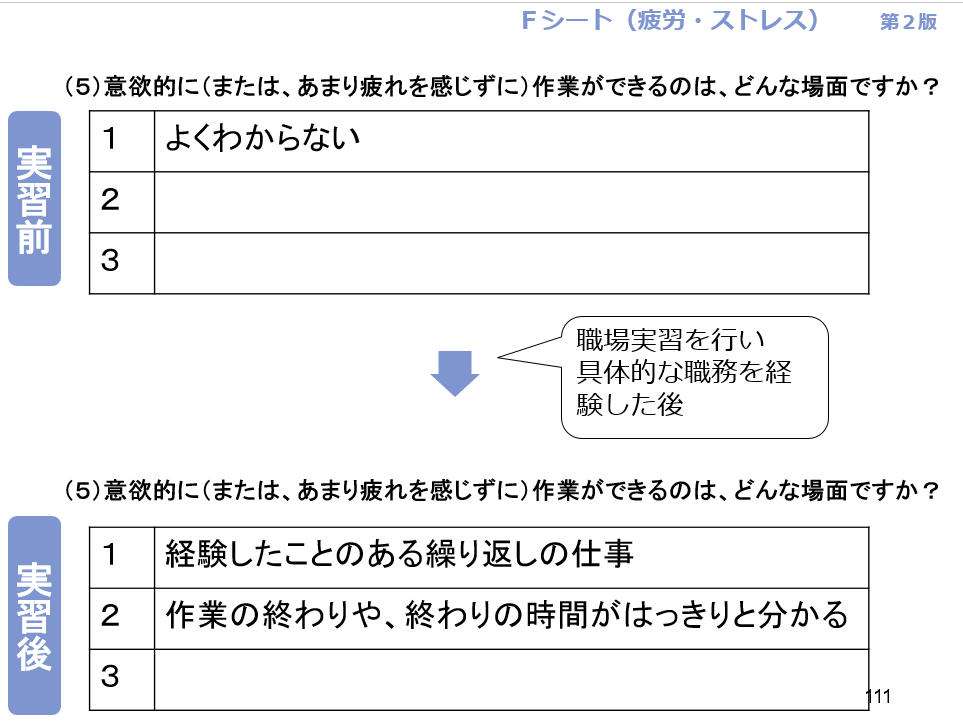 Fシート（疲労・ストレス） 第２版
（５）意欲的に（または、あまり疲れを感じずに）作業ができるのは、どんな場面ですか？
実習前
１ よくわからない
２
３
職場実習を行い
具体的な職務を経
験した後
（５）意欲的に（または、あまり疲れを感じずに）作業ができるのは、どんな場面ですか？
実習後
１ 経験したことのある繰り返しの仕事
２ 作業の終わりや、終わりの時間がはっきりと分かる
３
111